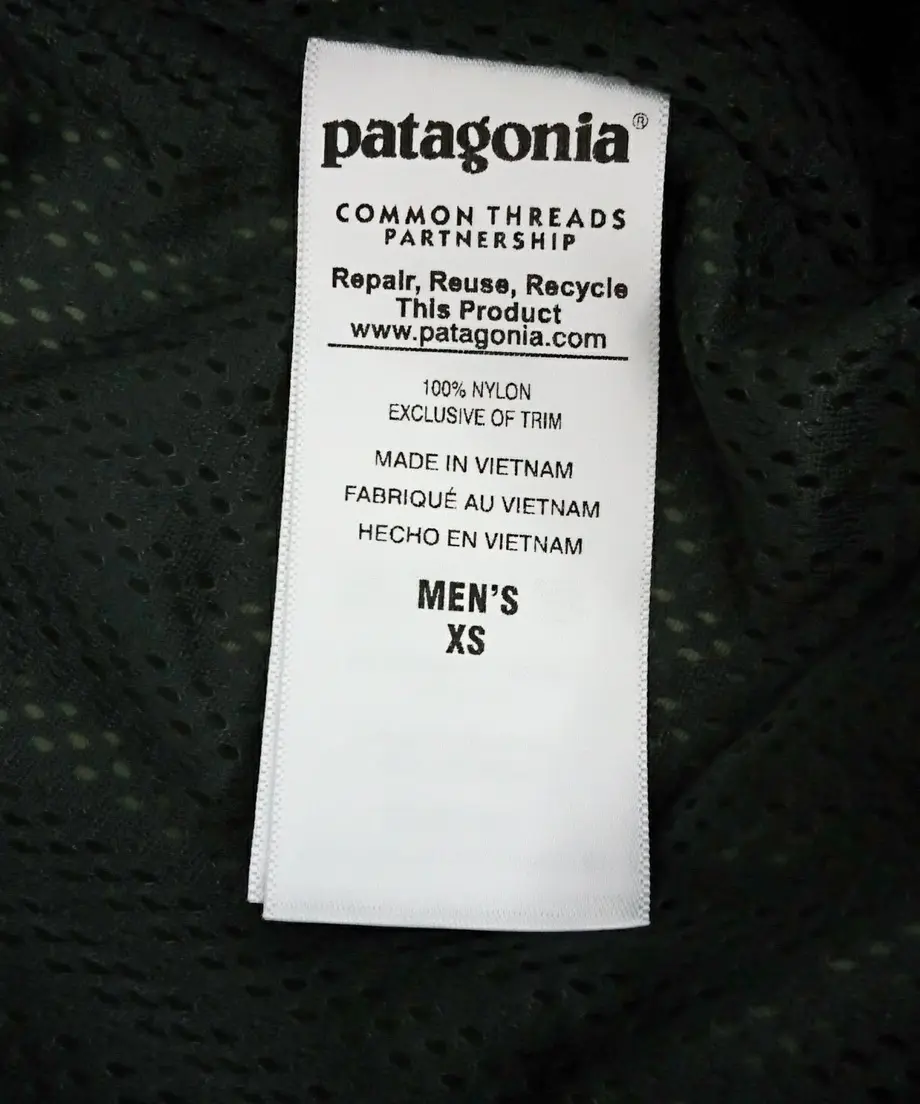 patagonia®
COMMON THREADS
PARTNERSHIP
Repair, Reuse, Recycle
This Product
www.patagonia.com
100% NYLON
EXCLUSIVE OF TRIM
MADE IN VIETNAM
FABRIQUÉ AU VIETNAM
HECHO EN VIETNAM
MEN'S
XS